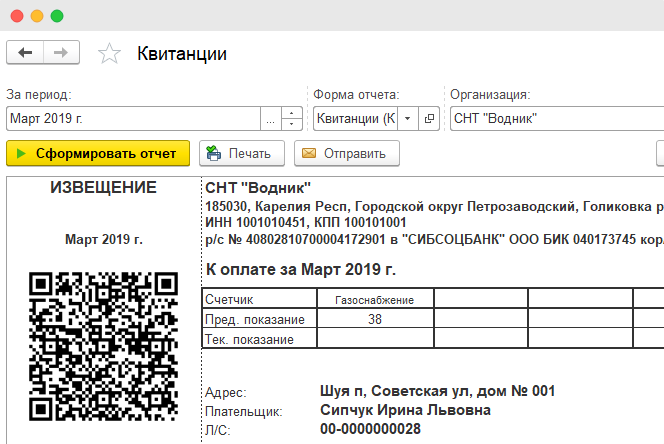 Квитанции
За период:
Форма отчета:
Организация:
Март 2019 г.
...
Квитанции (К
СНТ "Водник"
Сформировать отчет
Печать
Отправить
ИЗВЕЩЕНИЕ
Март 2019 г.
СНТ "Водник"
185030, Карелия Респ, Городской округ Петрозаводский, Голиковка р
ИНН 1001010451, КПП 100101001
р/с № 40802810700004172901 в "СИБСОЦБАНК" ООО БИК 040173745 кор.
К оплате за Март 2019 г.
Счетчик Газоснабжение
Пред. показание 38
Тек. показание
Адрес: Шуя п, Советская ул, дом № 001
Плательщик: Сипчук Ирина Львовна
Л/С: 00-0000000028